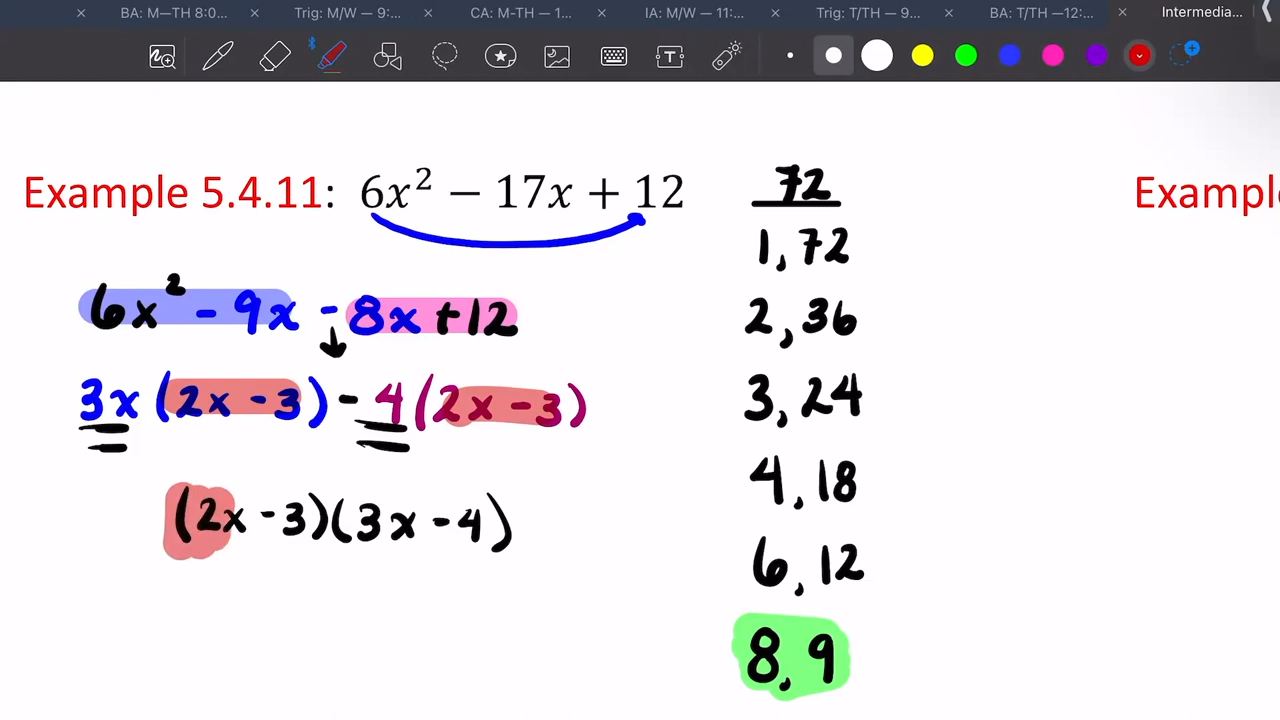 BA: M—TH 8:0...
Trig: M/W — 9:...
CA: M-TH — 1...
IA: M/W — 11:...
Trig: T/TH — 9...
BA: T/TH —12:...
Intermedia...
T
Example 5.4.11: 6x² − 17x + 12
Example
6x² - 9x - 8x + 12
3x (2x - 3) - 4 (2x - 3)
(2x - 3)(3x - 4)
72
1, 72
2, 36
3, 24
4, 18
6, 12
8, 9